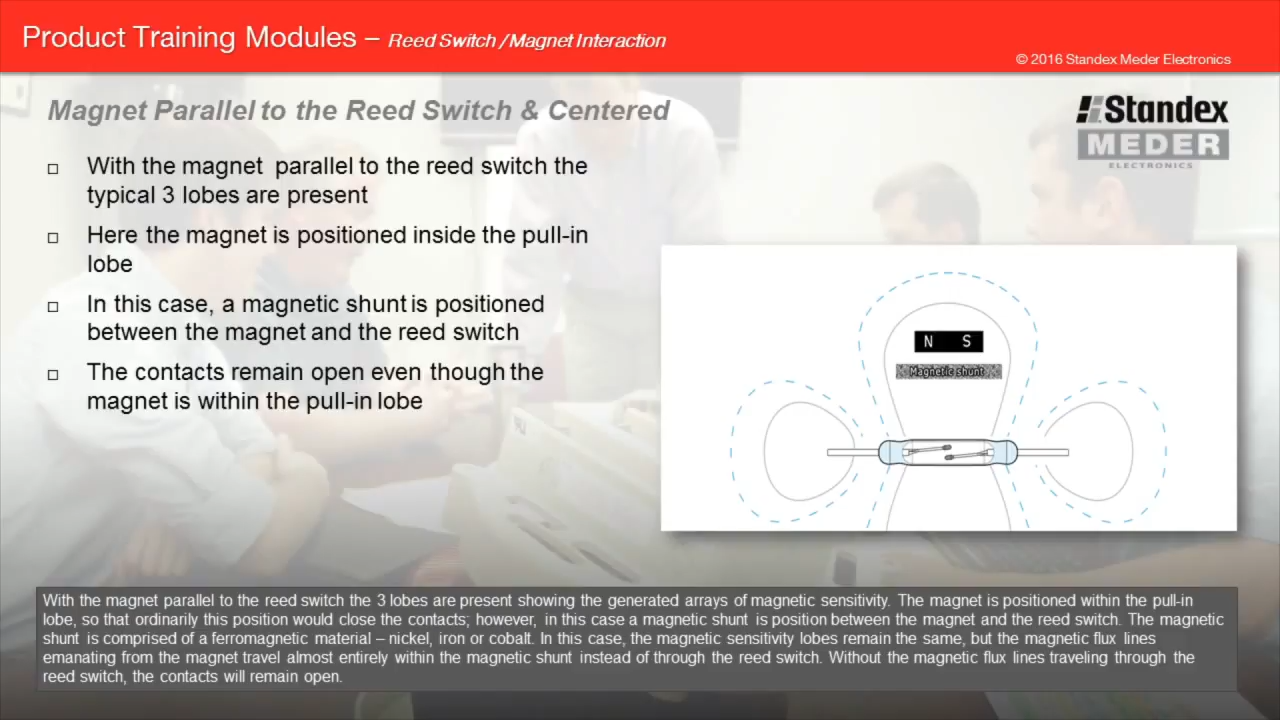 Product Training Modules – Reed Switch / Magnet Interaction
© 2016 Standex Meder Electronics
Magnet Parallel to the Reed Switch & Centered
Standex
MEDER
ELECTRONICS
□ With the magnet parallel to the reed switch the
typical 3 lobes are present
□ Here the magnet is positioned inside the pull-in
lobe
□ In this case, a magnetic shunt is positioned
between the magnet and the reed switch
□ The contacts remain open even though the
magnet is within the pull-in lobe
N S
Magnetic shunt
With the magnet parallel to the reed switch the 3 lobes are present showing the generated arrays of magnetic sensitivity. The magnet is positioned within the pull-in
lobe, so that ordinarily this position would close the contacts; however, in this case a magnetic shunt is position between the magnet and the reed switch. The magnetic
shunt is comprised of a ferromagnetic material – nickel, iron or cobalt. In this case, the magnetic sensitivity lobes remain the same, but the magnetic flux lines
emanating from the magnet travel almost entirely within the magnetic shunt instead of through the reed switch. Without the magnetic flux lines traveling through the
reed switch, the contacts will remain open.